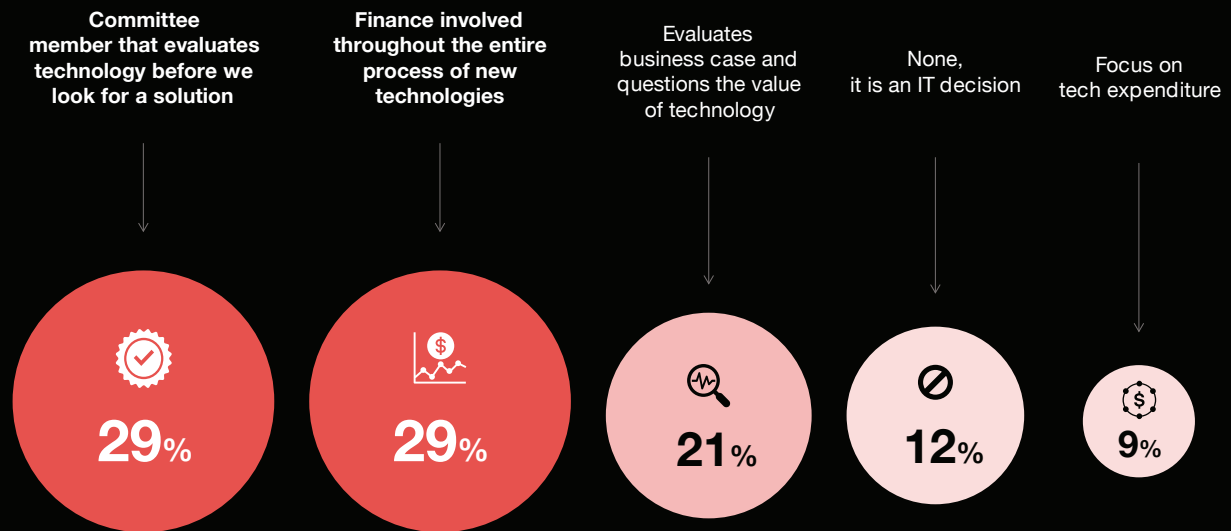 Committee
member that evaluates
technology before we
look for a solution
29%
Finance involved
throughout the entire
process of new
technologies
29%
Evaluates
business case and
questions the value
of technology
21%
None,
it is an IT decision
12%
Focus on
tech expenditure
9%